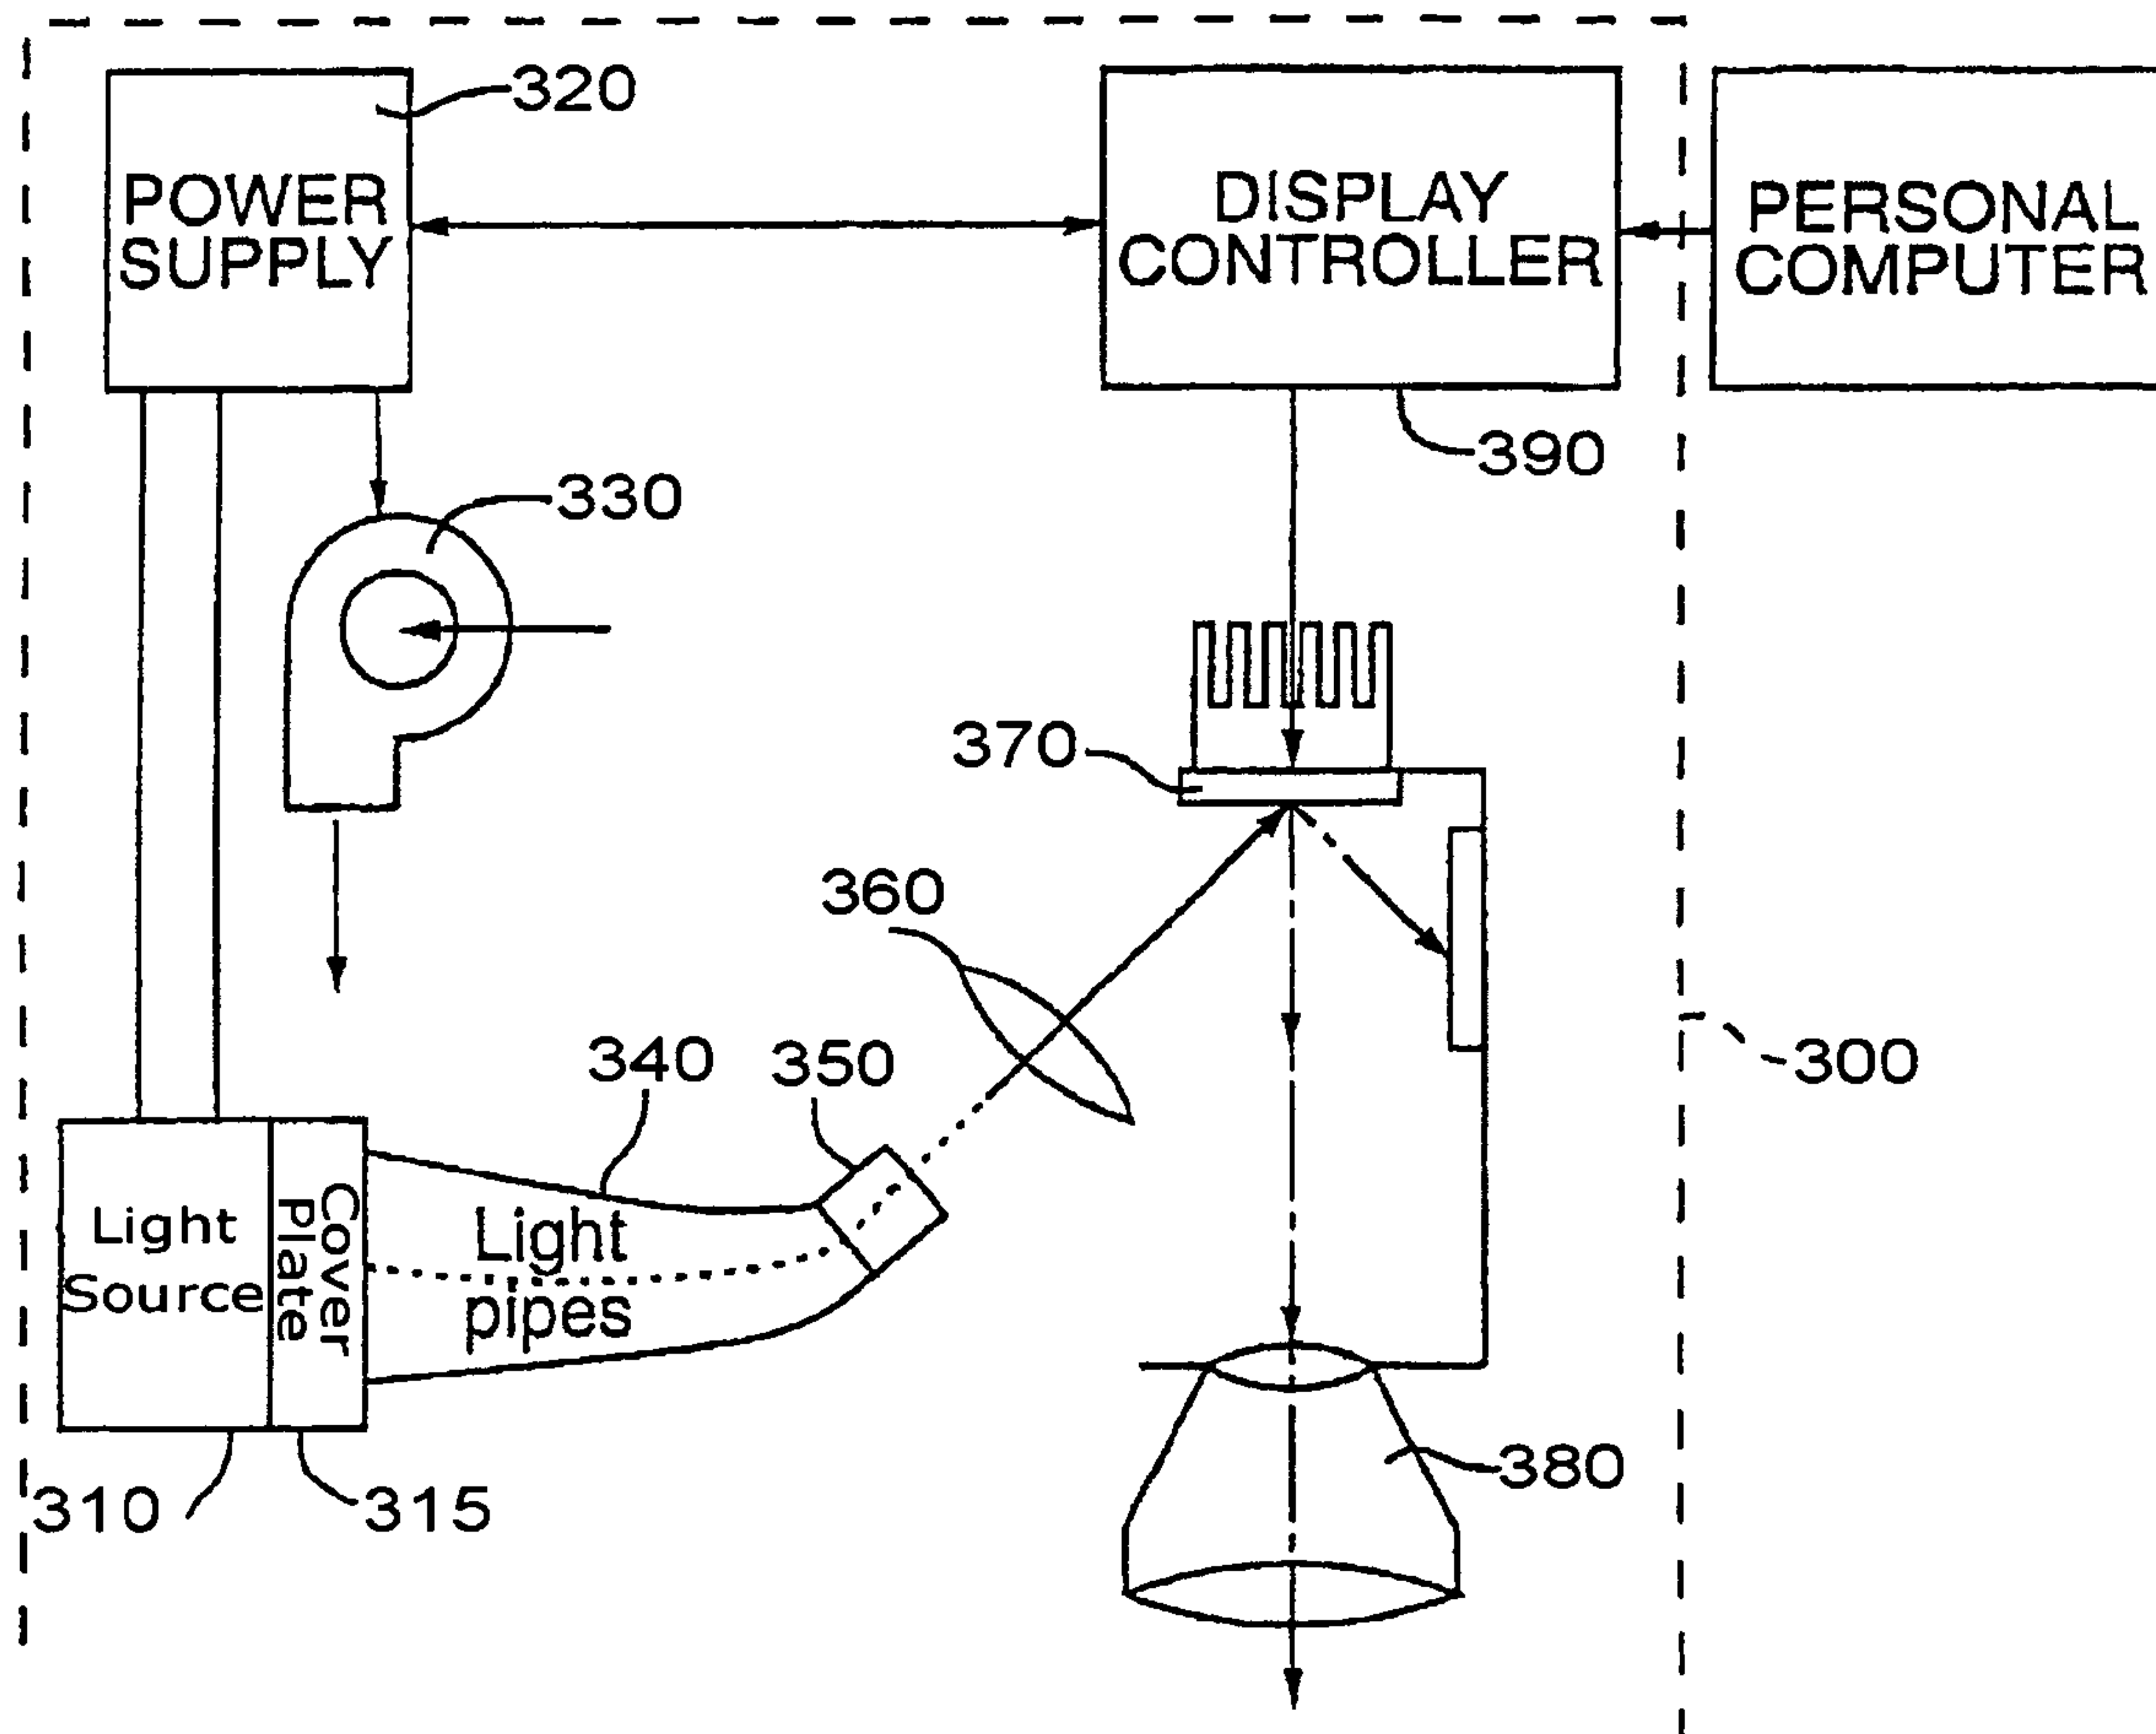 320
POWER
SUPPLY
DISPLAY
CONTROLLER
PERSONAL
COMPUTER
390
330
370
360
340
350
300
Light
Source
Cover
Plate
Light
pipes
310
315
380